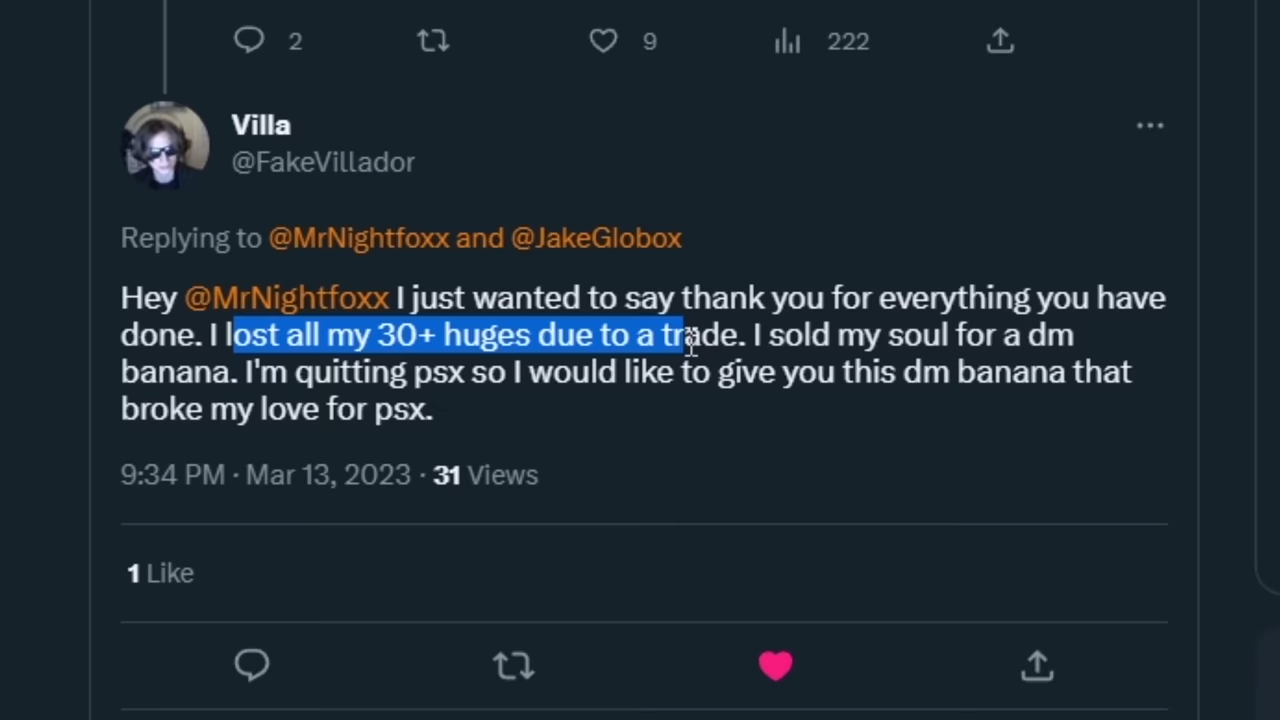 2 9 222
Villa
@FakeVillador
Replying to @MrNightfoxx and @JakeGlobox
Hey @MrNightfoxx I just wanted to say thank you for everything you have
done. I lost all my 30+ huges due to a trade. I sold my soul for a dm
banana. I'm quitting psx so I would like to give you this dm banana that
broke my love for psx.
9:34 PM · Mar 13, 2023 · 31 Views
1 Like